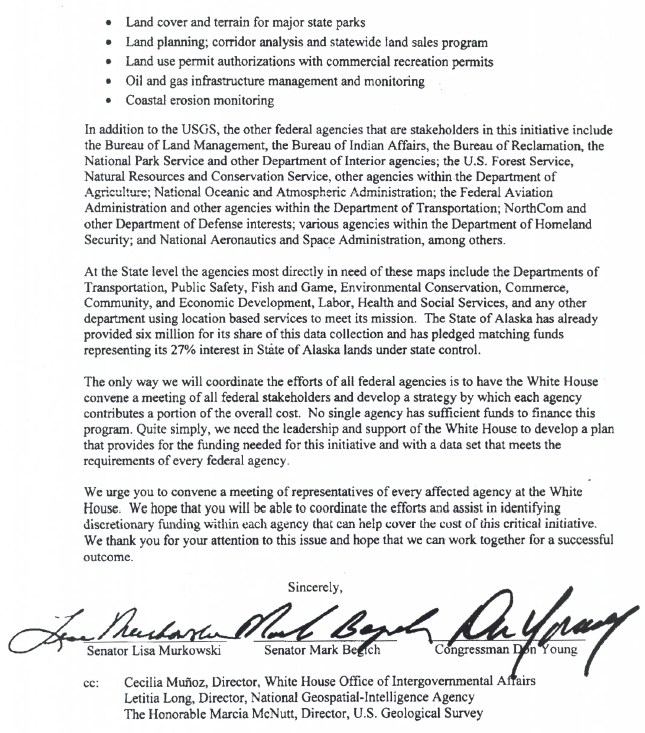 • Land cover and terrain for major state parks
• Land planning; corridor analysis and statewide land sales program
• Land use permit authorizations with commercial recreation permits
• Oil and gas infrastructure management and monitoring
• Coastal erosion monitoring
In addition to the USGS, the other federal agencies that are stakeholders in this initiative include
the Bureau of Land Management, the Bureau of Indian Affairs, the Bureau of Reclamation, the
National Park Service and other Department of Interior agencies; the U.S. Forest Service,
Natural Resources and Conservation Service, other agencies within the Department of
Agriculture; National Oceanic and Atmospheric Administration; the Federal Aviation
Administration and other agencies within the Department of Transportation; NorthCom and
other Department of Defense interests; various agencies within the Department of Homeland
Security; and National Aeronautics and Space Administration, among others.
At the State level the agencies most directly in need of these maps include the Departments of
Transportation, Public Safety, Fish and Game, Environmental Conservation, Commerce,
Community, and Economic Development, Labor, Health and Social Services, and any other
department using location based services to meet its mission. The State of Alaska has already
provided six million for its share of this data collection and has pledged matching funds
representing its 27% interest in State of Alaska lands under state control.
The only way we will coordinate the efforts of all federal agencies is to have the White House
convene a meeting of all federal stakeholders and develop a strategy by which each agency
contributes a portion of the overall cost. No single agency has sufficient funds to finance this
program. Quite simply, we need the leadership and support of the White House to develop a plan
that provides for the funding needed for this initiative and with a data set that meets the
requirements of every federal agency.
We urge you to convene a meeting of representatives of every affected agency at the White
House. We hope that you will be able to coordinate the efforts and assist in identifying
discretionary funding within each agency that can help cover the cost of this critical initiative.
We thank you for your attention to this issue and hope that we can work together for a successful
outcome.
Sincerely,
Lisa Murkowski Mark Begich Don Young
Senator Lisa Murkowski Senator Mark Begich Congressman Don Young
cc: Cecilia Muñoz, Director, White House Office of Intergovernmental Affairs
Letitia Long, Director, National Geospatial-Intelligence Agency
The Honorable Marcia McNutt, Director, U.S. Geological Survey